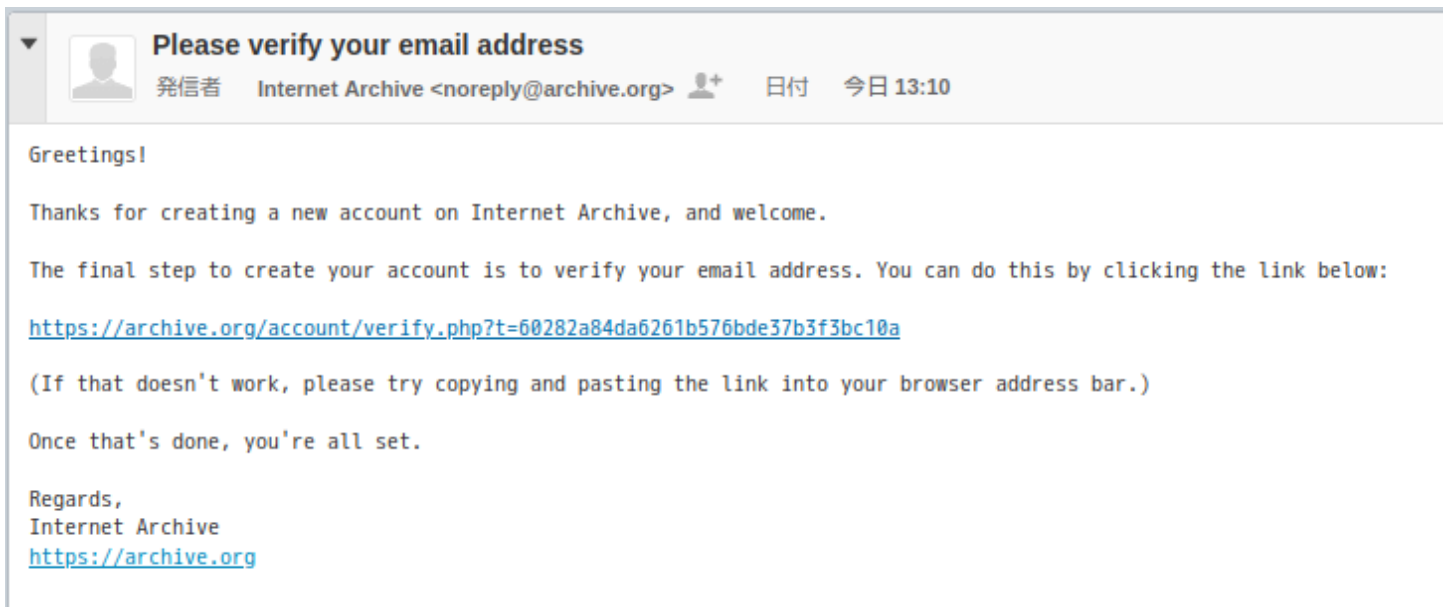 Please verify your email address
発信者 Internet Archive <noreply@archive.org> 日付 今日 13:10
Greetings!
Thanks for creating a new account on Internet Archive, and welcome.
The final step to create your account is to verify your email address. You can do this by clicking the link below:
https://archive.org/account/verify.php?t=60282a84da6261b576bde37b3f3bc10a
(If that doesn't work, please try copying and pasting the link into your browser address bar.)
Once that's done, you're all set.
Regards,
Internet Archive
https://archive.org